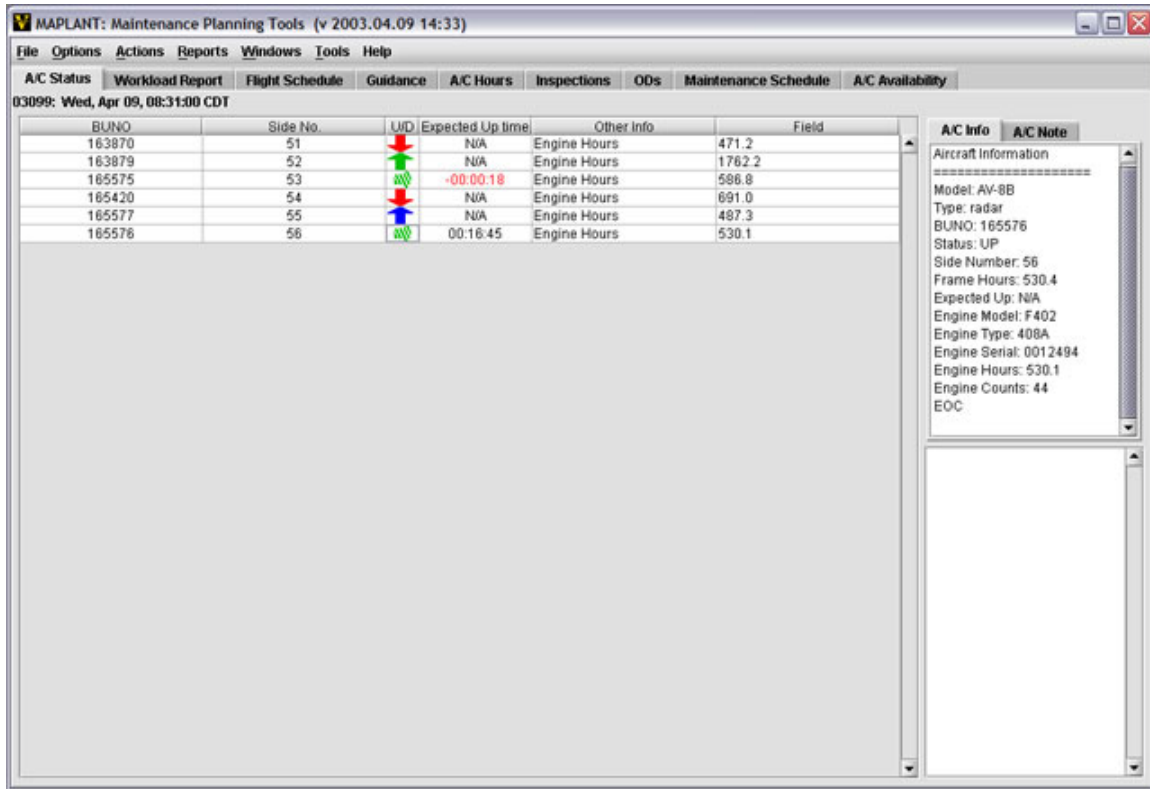 MAPLANT: Maintenance Planning Tools (v 2003.04.09 14:33)
File Options Actions Reports Windows Tools Help
A/C Status Workload Report Flight Schedule Guidance A/C Hours Inspections ODs Maintenance Schedule A/C Availability
03099: Wed, Apr 09, 08:31:00 CDT
BUNO Side No. U/D Expected Up time Other Info Field
163870 51 N/A Engine Hours 471.2
163879 52 N/A Engine Hours 1762.2
165575 53 -00:00:18 Engine Hours 586.8
165420 54 N/A Engine Hours 691.0
165577 55 N/A Engine Hours 487.3
165576 56 00:16:45 Engine Hours 530.1
A/C Info A/C Note
Aircraft Information
====================
Model: AV-8B
Type: radar
BUNO: 165576
Status: UP
Side Number: 56
Frame Hours: 530.4
Expected Up: N/A
Engine Model: F402
Engine Type: 408A
Engine Serial: 0012494
Engine Hours: 530.1
Engine Counts: 44
EOC